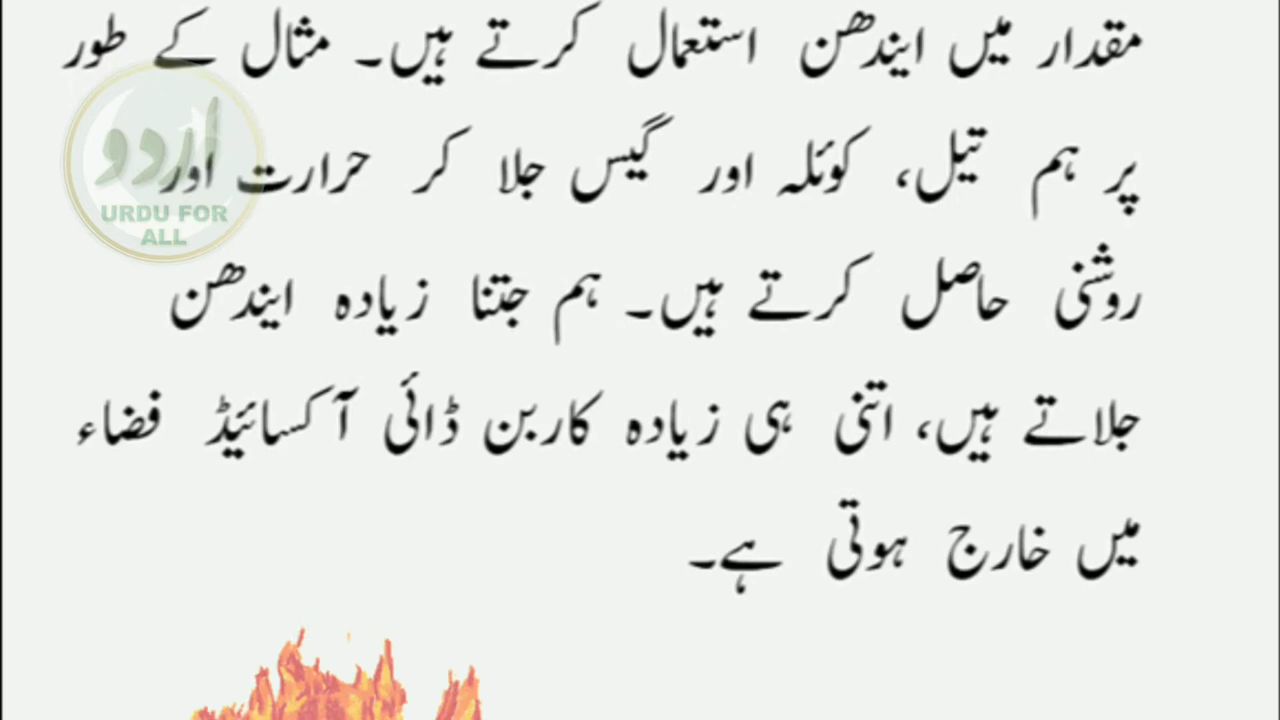 مقدار میں ایندھن استعمال کرتے ہیں۔ مثال کے طور
پر ہم تیل، کوئلہ اور گیس جلا کر حرارت اور
روشنی حاصل کرتے ہیں۔ ہم جتنا زیادہ ایندھن
جلاتے ہیں، اتنی ہی زیادہ کاربن ڈائی آکسائیڈ فضاء
میں خارج ہوتی ہے۔
اردو
URDU FOR
ALL